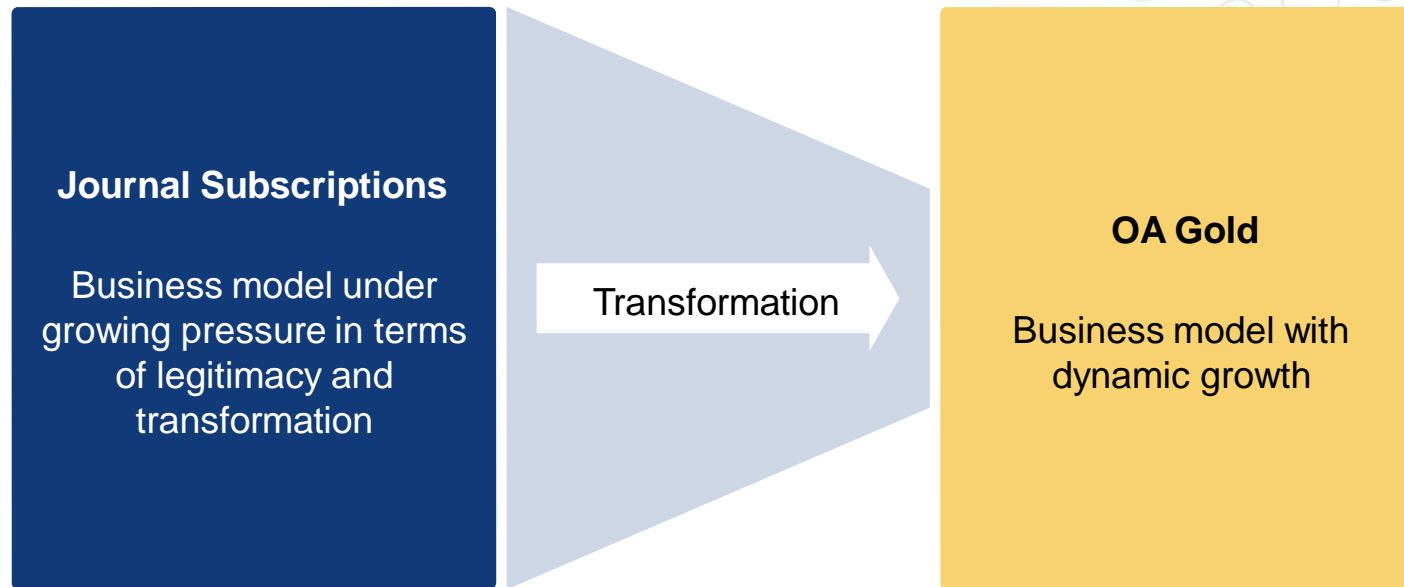 Journal Subscriptions
Business model under
growing pressure in terms
of legitimacy and
transformation
Transformation
OA Gold
Business model with
dynamic growth